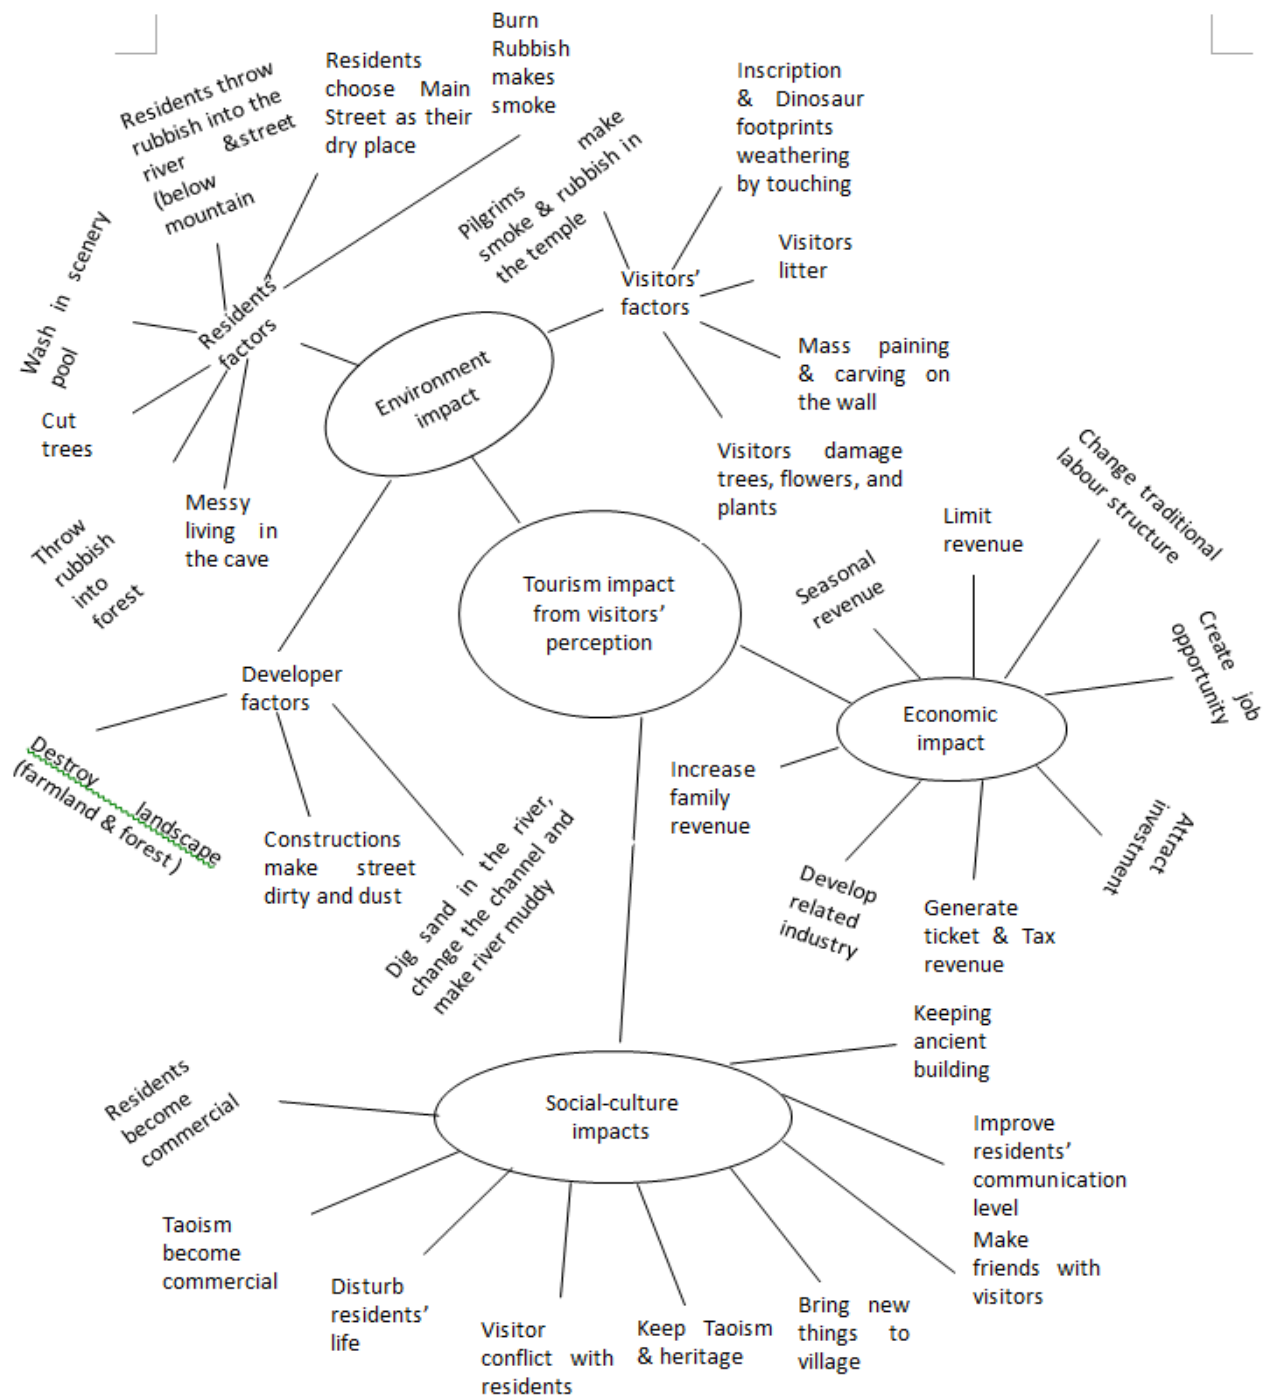 Burn
Rubbish
makes
smoke
Residents
choose Main
Street as their
dry place
Residents throw
rubbish into the
river &street
(below
mountain
Wash in scenery
pool
Cut
trees
Throw
rubbish
into
forest
Messy
living in
the cave
Residents'
factors
Pilgrims make
smoke & rubbish in
the temple
Inscription
& Dinosaur
footprints
weathering
by touching
Visitors
litter
Visitors'
factors
Mass paining
& carving on
the wall
Visitors damage
trees, flowers, and
plants
Environment
impact
Tourism impact
from visitors'
perception
Developer
factors
Destroy landscape
(farmland & forest)
Constructions
make street
dirty and dust
Dig sand in the river,
change the channel and
make river muddy
Seasonal
revenue
Limit
revenue
Change traditional
labour structure
Create job
opportunity
Economic
impact
Increase
family
revenue
Develop
related
industry
Generate
ticket & Tax
revenue
Attract
investment
Social-culture
impacts
Keeping
ancient
building
Improve
residents'
communication
level
Make
friends with
visitors
Bring new
things to
village
Keep Taoism
& heritage
Visitor
conflict with
residents
Disturb
residents'
life
Taoism
become
commercial
Residents
become
commercial